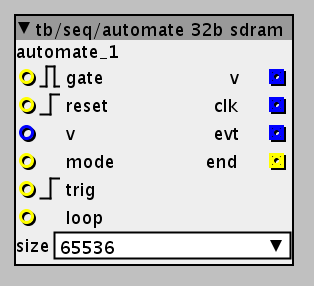 tb/seq/automate 32b sdram
automate_1
gate v
reset clk
v evt
mode end
trig
loop
size 65536